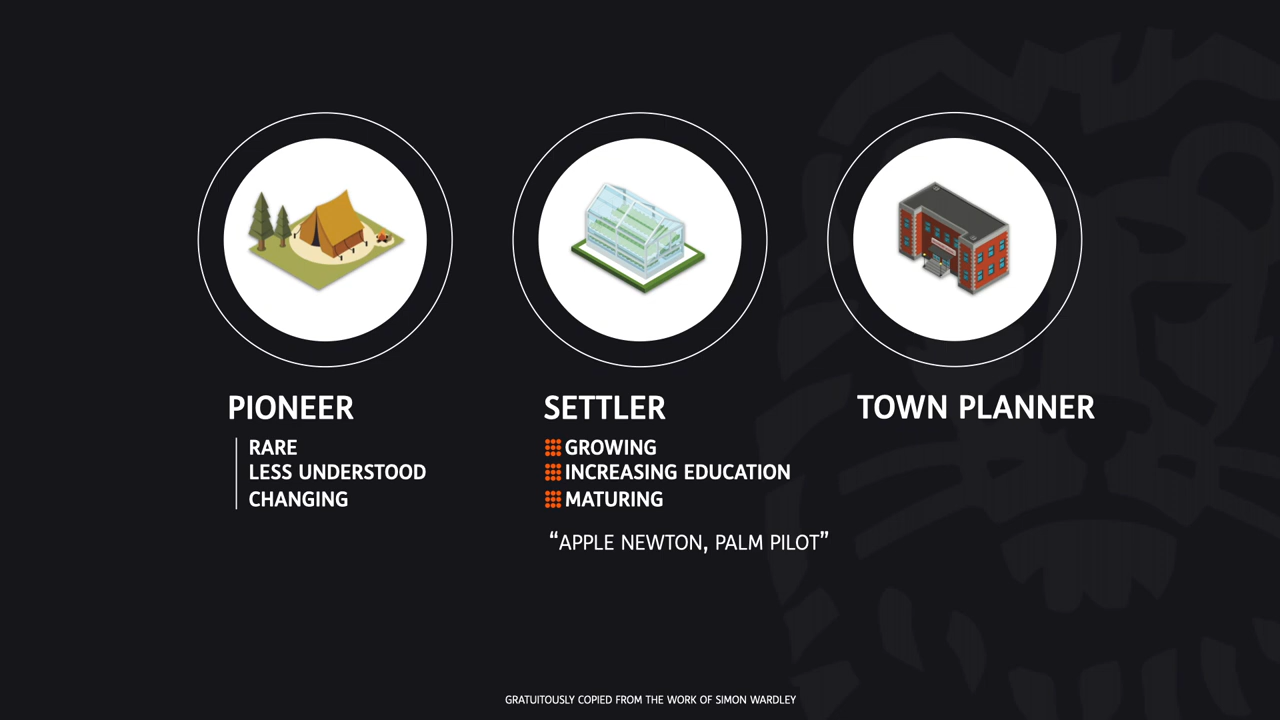 PIONEER
RARE
LESS UNDERSTOOD
CHANGING
SETTLER
GROWING
INCREASING EDUCATION
MATURING
“APPLE NEWTON, PALM PILOT”
TOWN PLANNER
GRATUITOUSLY COPIED FROM THE WORK OF SIMON WARDLEY